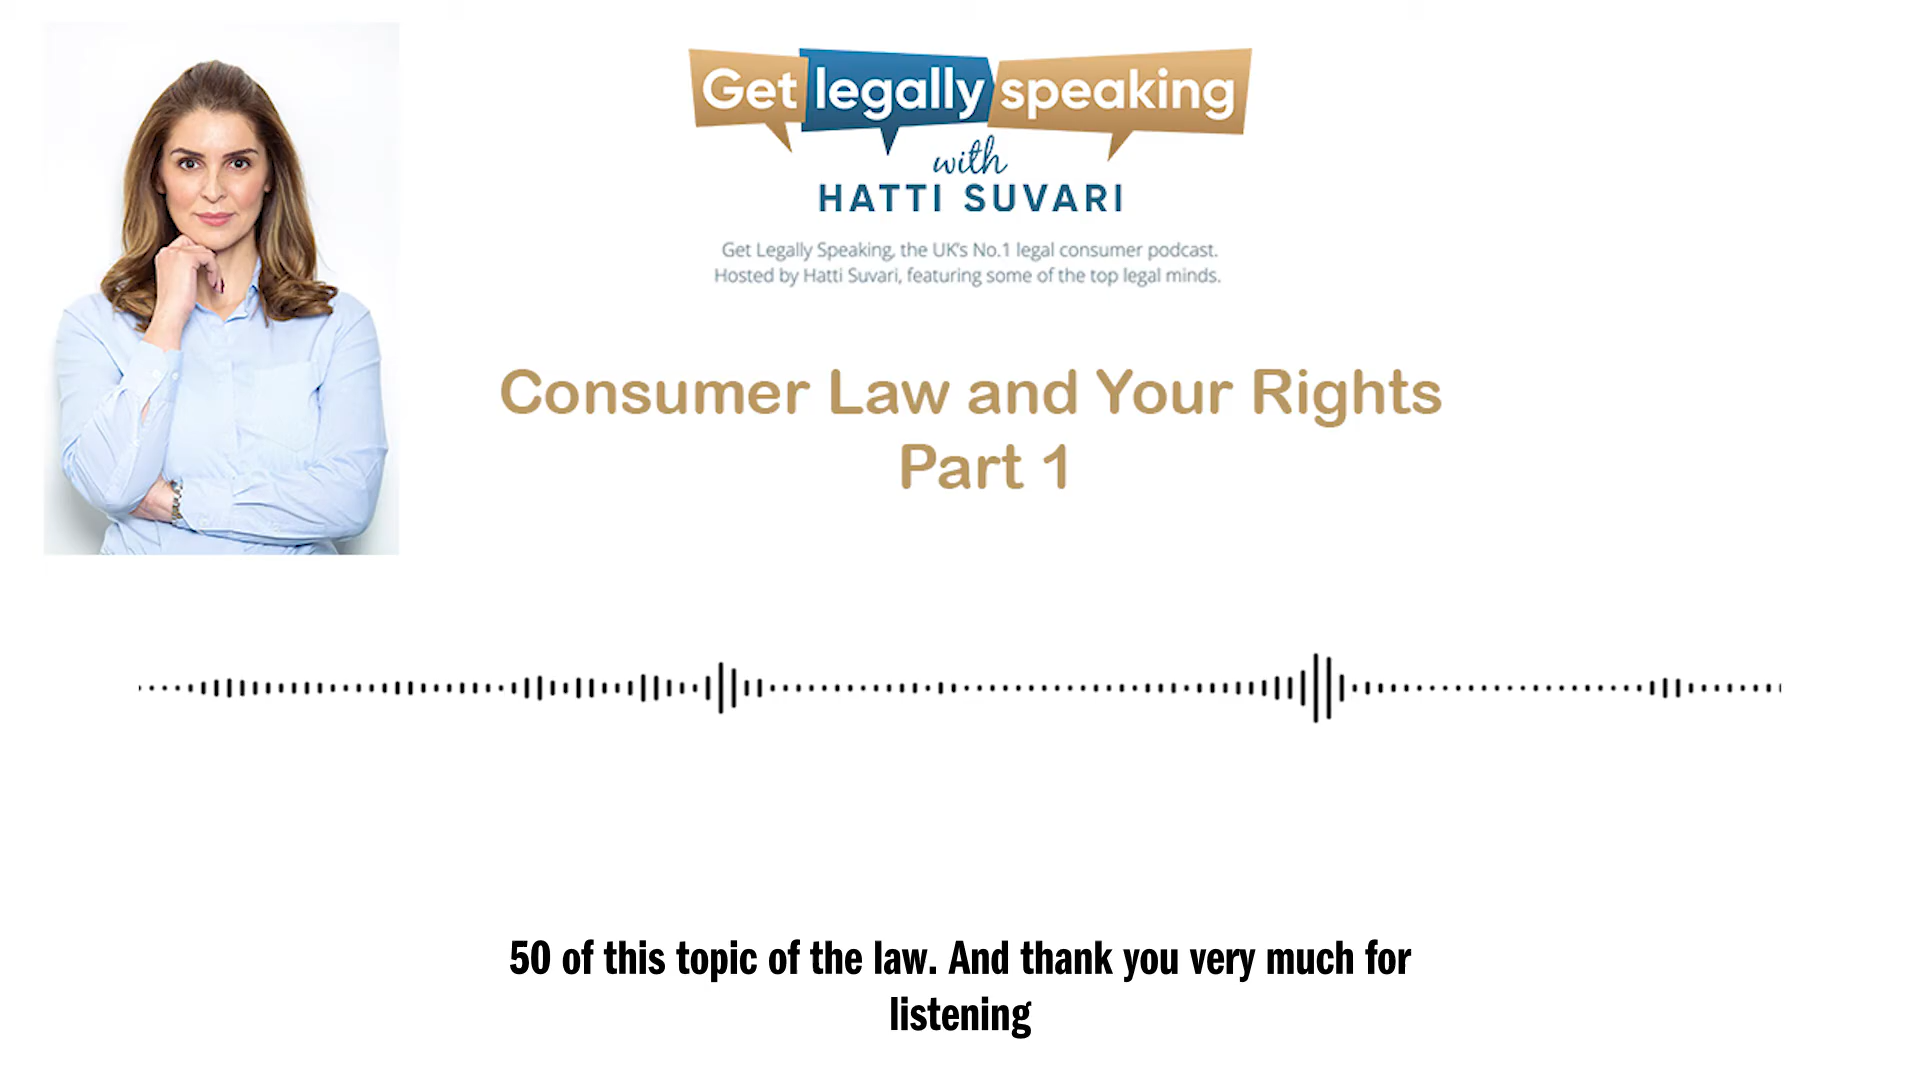 Get legally speaking
with
HATTI SUVARI
Get Legally Speaking, the UK's No.1 legal consumer podcast.
Hosted by Hatti Suvari, featuring some of the top legal minds.
Consumer Law and Your Rights
Part 1
50 of this topic of the law. And thank you very much for
listening